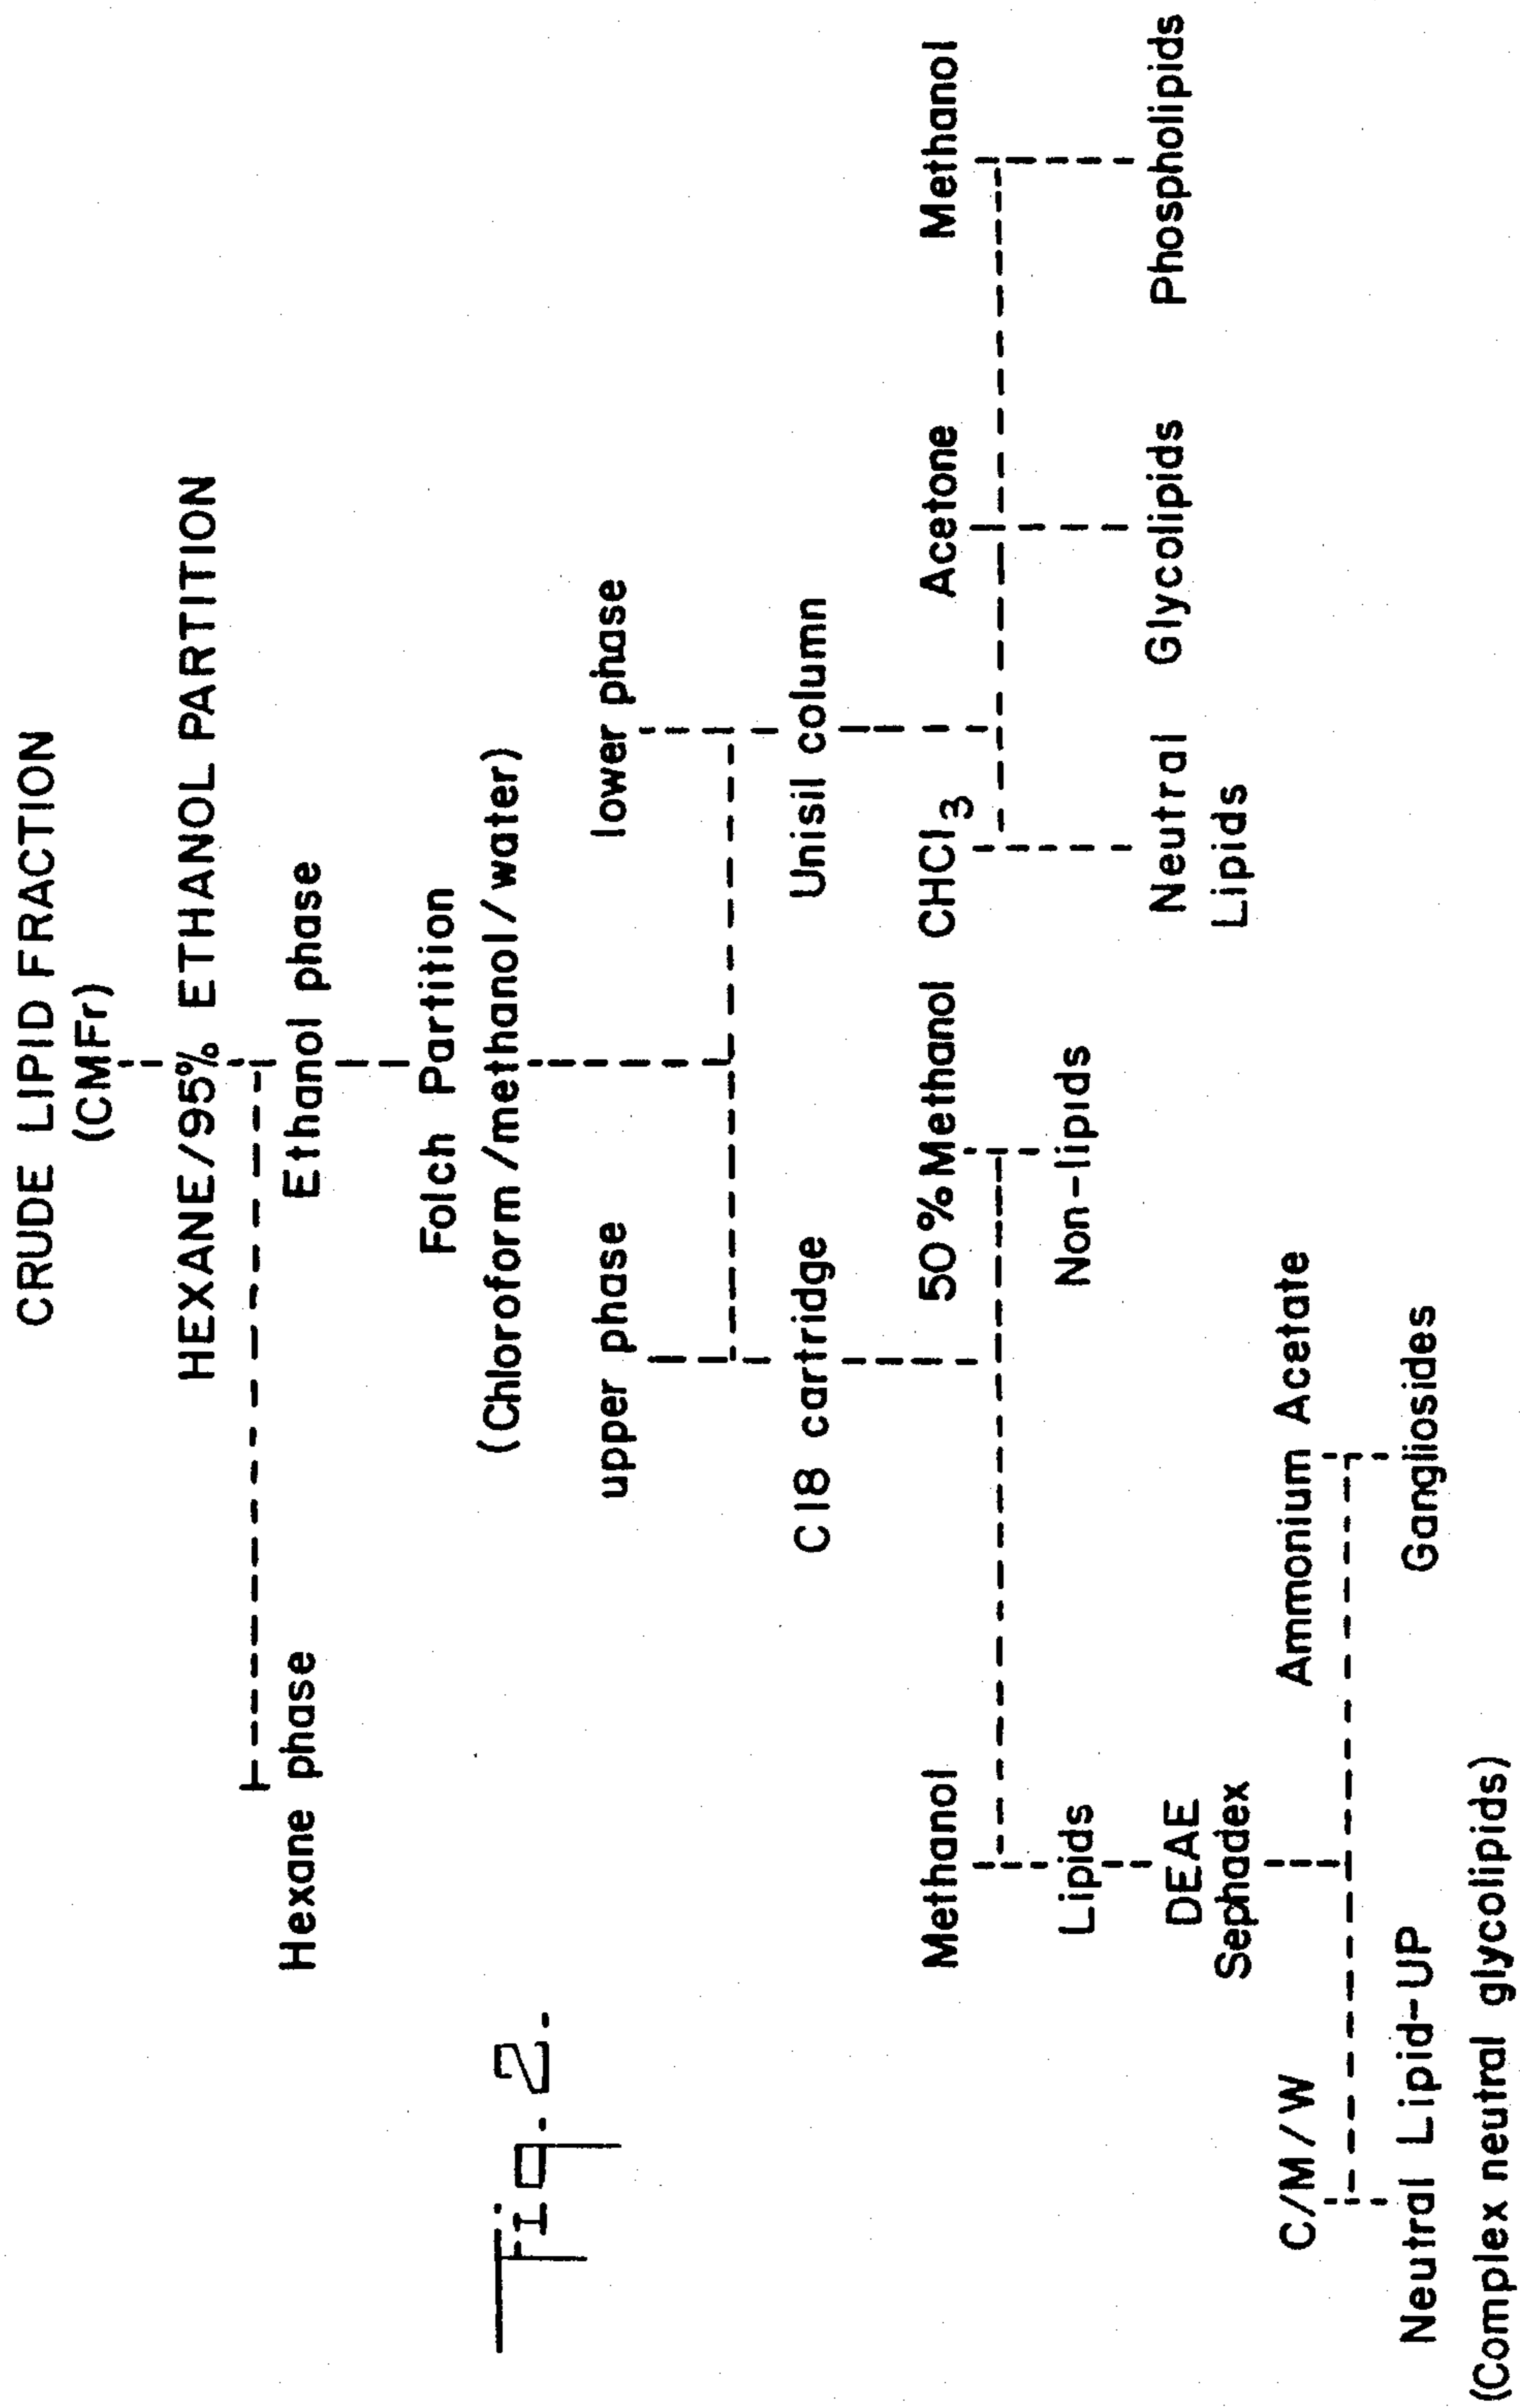 CRUDE LIPID FRACTION
(CMFr)
HEXANE/95% ETHANOL PARTITION
Hexane phase
Ethanol phase
Folch Partition
(Chloroform/methanol/water)
upper phase
lower phase
C18 cartridge
Unisil column
Methanol
50% Methanol
CHCl3
Acetone
Methanol
Lipids
Non-lipids
Neutral
Lipids
Glycolipids
Phospholipids
DEAE
Sephadex
C/M/W
Ammonium Acetate
Neutral Lipid-UP
Gangliosides
(Complex neutral glycolipids)
Fig. 2.